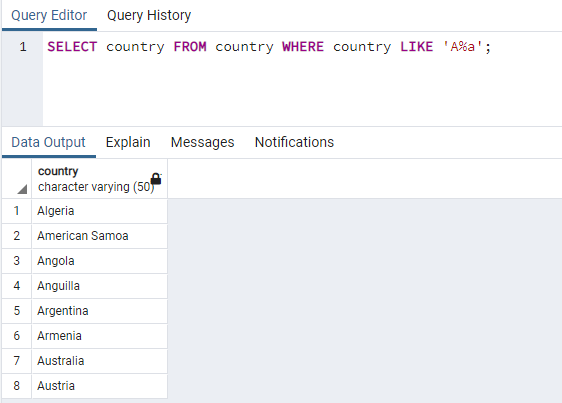 Query Editor Query History
1 SELECT country FROM country WHERE country LIKE 'A%a';
Data Output Explain Messages Notifications
country
character varying (50)
1 Algeria
2 American Samoa
3 Angola
4 Anguilla
5 Argentina
6 Armenia
7 Australia
8 Austria